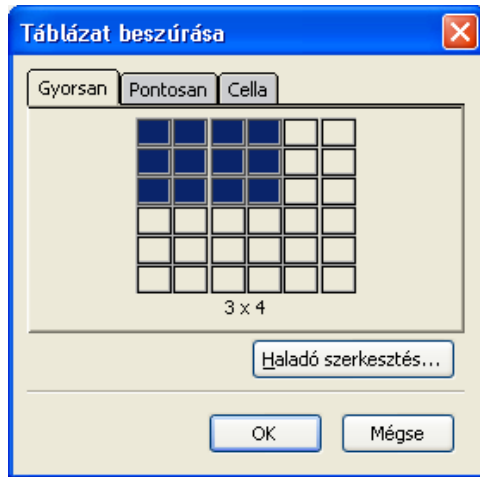 Táblázat beszúrása
Gyorsan Pontosan Cella
3 x 4
Haladó szerkesztés...
OK Mégse